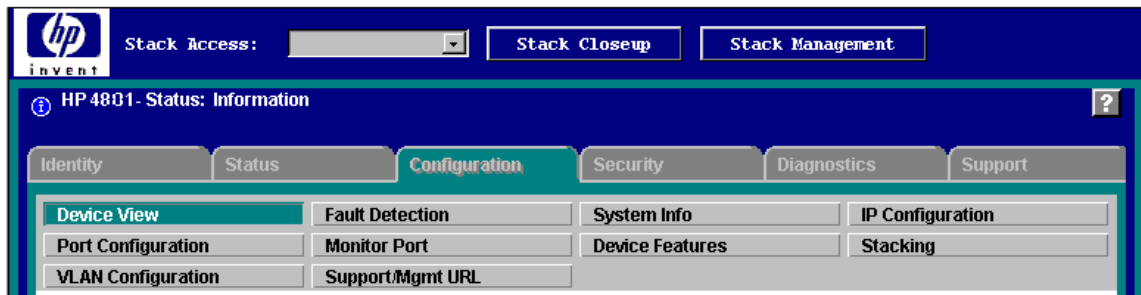 hp
Stack Access: Stack Closeup Stack Management
invent
HP 4801- Status: Information ?
Identity Status Configuration Security Diagnostics Support
Device View Fault Detection System Info IP Configuration
Port Configuration Monitor Port Device Features Stacking
VLAN Configuration Support/Mgmt URL